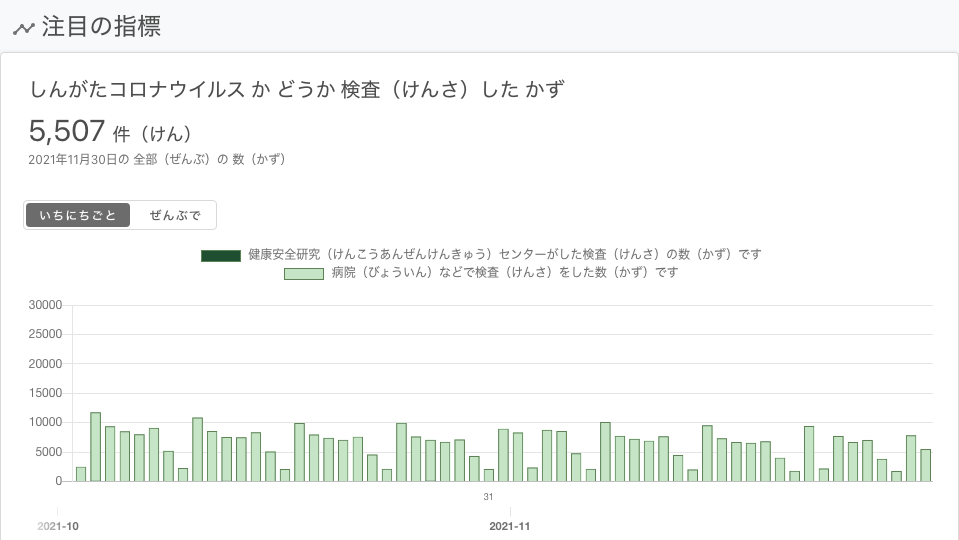 注目の指標
しんがたコロナウイルス か どうか 検査（けんさ）した かず
5,507 件（けん）
2021年11月30日の 全部（ぜんぶ）の 数（かず）
いちにちごと ぜんぶで
健康安全研究（けんこうあんぜんけんきゅう）センターがした検査（けんさ）の数（かず）です
病院（びょういん）などで検査（けんさ）をした数（かず）です
30000
25000
20000
15000
10000
5000
0
31
2021-10 2021-11